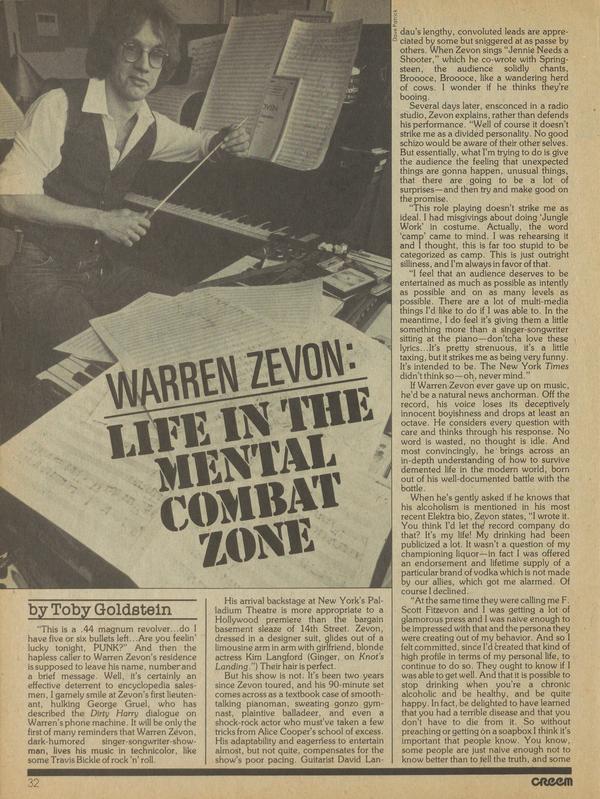 Dave Patrick
WARREN ZEVON:
LIFE IN THE
MENTAL
COMBAT
ZONE
by Toby Goldstein
"This is a .44 magnum revolver...do I
have five or six bullets left...Are you feelin'
lucky tonight, PUNK?" And then the
hapless caller to Warren Zevon's residence
is supposed to leave his name, number and
a brief message. Well, it's certainly an
effective deterrent to encyclopedia sales-
men, I gamely smile at Zevon's first lieuten-
ant, hulking George Gruel, who has
described the Dirty Harry dialogue on
Warren's phone machine. It will be only the
first of many reminders that Warren Zevon,
dark-humored singer-songwriter-show-
man, lives his music in technicolor, like
some Travis Bickle of rock 'n' roll.
His arrival backstage at New York's Pal-
ladium Theatre is more appropriate to a
Hollywood premiere than the bargain
basement sleaze of 14th Street. Zevon,
dressed in a designer suit, glides out of a
limousine arm in arm with girlfriend, blonde
actress Kim Langford (Ginger, on Knot's
Landing.") Their hair is perfect.
But his show is not. It's been two years
since Zevon toured, and his 90-minute set
comes across as a textbook case of smooth-
talking pianoman, sweating gonzo gym-
nast, plaintive balladeer, and even a
shock-rock actor who must've taken a few
tricks from Alice Cooper's school of excess.
His adaptability and eagerless to entertain
almost, but not quite, compensates for the
show's poor pacing. Guitarist David Lan-
dau's lengthy, convoluted leads are appre-
ciated by some but sniggered at as passe by
others. When Zevon sings "Jennie Needs a
Shooter," which he co-wrote with Spring-
steen, the audience solidly chants,
Broooce, Broooce, like a wandering herd
of cows. I wonder if he thinks they're
booing.
Several days later, ensconced in a radio
studio, Zevon explains, rather than defends
his performance. "Well of course it doesn't
strike me as a divided personality. No good
schizo would be aware of their other selves.
But essentially, what I'm trying to do is give
the audience the feeling that unexpected
things are gonna happen, unusual things,
that there are going to be a lot of
surprises—and then try and make good on
the promise.
"This role playing doesn't strike me as
ideal. I had misgivings about doing 'Jungle
Work' in costume. Actually, the word
'camp' came to mind. I was rehearsing it
and I thought, this is far too stupid to be
categorized as camp. This is just outright
silliness, and I'm always in favor of that.
"I feel that an audience deserves to be
entertained as much as possible as intently
as possible and on as many levels as
possible. There are a lot of multi-media
things I'd like to do if I was able to. In the
meantime, I do feel it's giving them a little
something more than a singer-songwriter
sitting at the piano—don'tcha love these
lyrics...It's pretty strenuous, it's a little
taxing, but it strikes me as being very funny.
It's intended to be. The New York Times
didn't think so—oh, never mind."
If Warren Zevon ever gave up on music,
he'd be a natural news anchorman. Off the
record, his voice loses its deceptively
innocent boyishness and drops at least an
octave. He considers every question with
care and thinks through his response. No
word is wasted, no thought is idle. And
most convincingly, he brings across an
in-depth understanding of how to survive
demented life in the modern world, born
out of his well-documented battle with the
bottle.
When he's gently asked if he knows that
his alcoholism is mentioned in his most
recent Elektra bio, Zevon states, "I wrote it.
You think I'd let the record company do
that? It's my life! My drinking had been
publicized a lot. It wasn't a question of my
championing liquor—in fact I was offered
an endorsement and lifetime supply of a
particular brand of vodka which is not made
by our allies, which got me alarmed. Of
course I declined.
"At the same time they were calling me F.
Scott Fitzevon and I was getting a lot of
glamorous press and I was naive enough to
be impressed with that and the persona they
were creating out of my behavior. And so I
felt committed, since I'd created that kind of
high profile in terms of my personal life, to
continue to do so. They ought to know if I
was able to get well. And that it is possible to
stop drinking when you're a chronic
alcoholic and be healthy, and be quite
happy. In fact, be delighted to have learned
that you had a terrible disease and that you
don't have to die from it. So without
preaching or getting on a soapbox I think it's
important that people know. You know,
some people are just naive enough not to
know better than to tell the truth, and some
32
CREEM